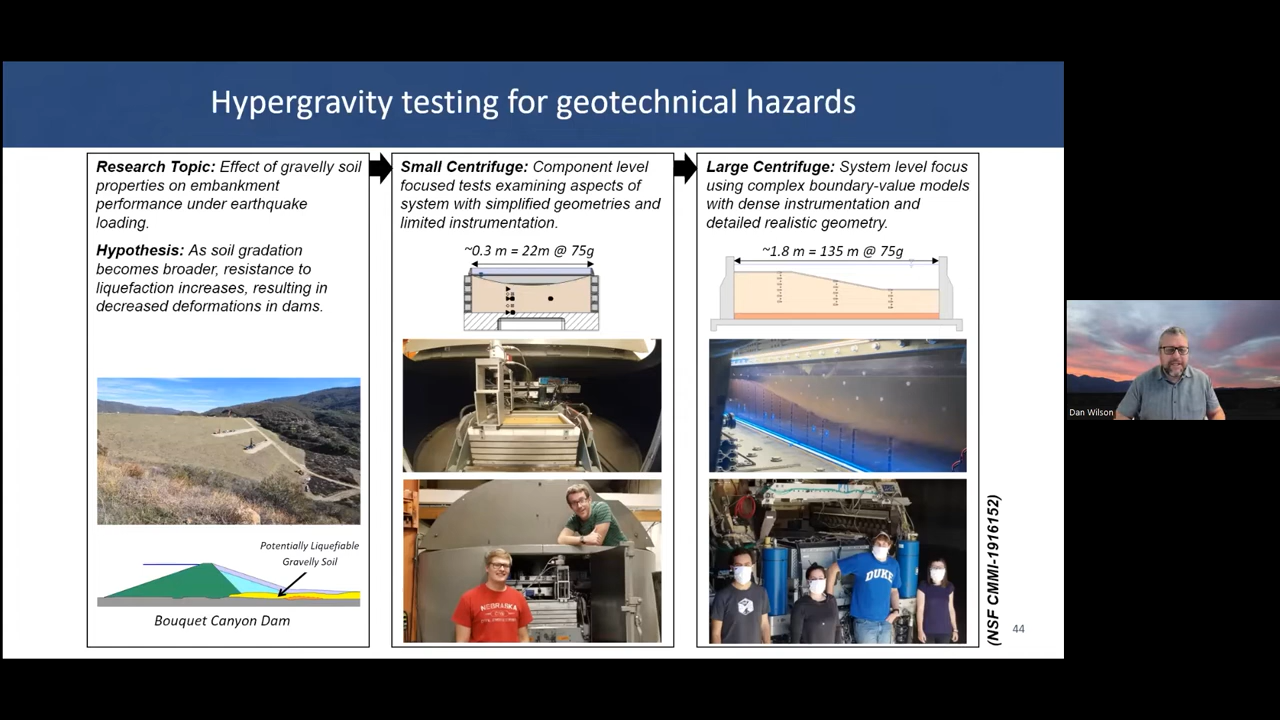 Hypergravity testing for geotechnical hazards
Research Topic: Effect of gravelly soil
properties on embankment
performance under earthquake
loading.
Hypothesis: As soil gradation
becomes broader, resistance to
liquefaction increases, resulting in
decreased deformations in dams.
Potentially Liquefiable
Gravelly Soil
Bouquet Canyon Dam
Small Centrifuge: Component level
focused tests examining aspects of
system with simplified geometries and
limited instrumentation.
~0.3 m = 22m @ 75g
NEBRASKA
Large Centrifuge: System level focus
using complex boundary-value models
with dense instrumentation and
detailed realistic geometry.
~1.8 m = 135 m @ 75g
DUKE
(NSF CMMI-1916152)
44
Dan Wilson